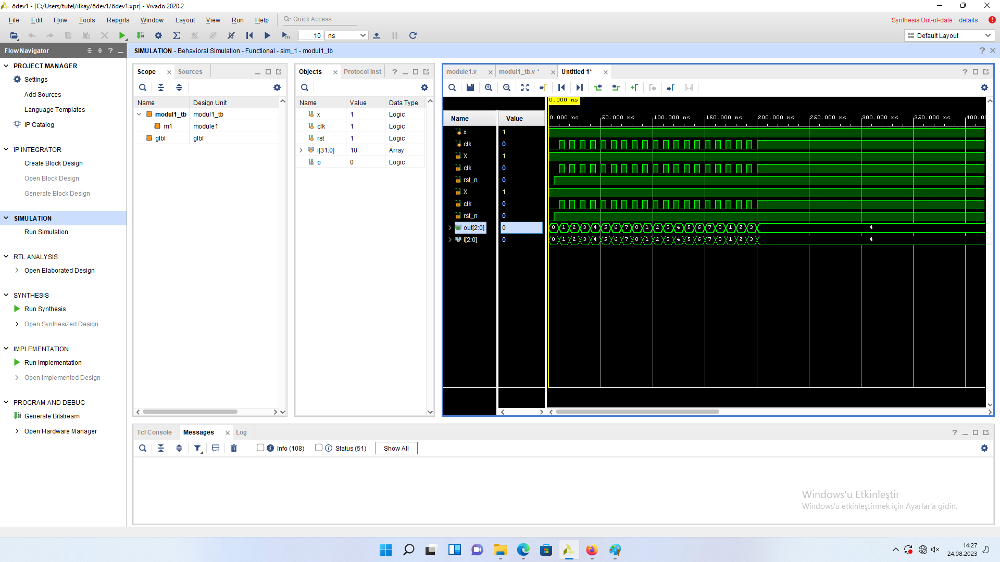 ödev1 - [C:/Users/tutel/ilkay/ödev1/ödev1.xpr] - Vivado 2020.2
File Edit Flow Tools Reports Window Layout View Run Help
Quick Access
Synthesis Out-of-date details
10 ns
Default Layout
Flow Navigator
SIMULATION - Behavioral Simulation - Functional - sim_1 - modul1_tb
PROJECT MANAGER
Settings
Add Sources
Language Templates
IP Catalog
IP INTEGRATOR
Create Block Design
Open Block Design
Generate Block Design
SIMULATION
Run Simulation
RTL ANALYSIS
Open Elaborated Design
SYNTHESIS
Run Synthesis
Open Synthesized Design
IMPLEMENTATION
Run Implementation
Open Implemented Design
PROGRAM AND DEBUG
Generate Bitstream
Open Hardware Manager
Scope Sources
Name Design Unit
modul1_tb modul1_tb
m1 module1
glbl glbl
Objects Protocol Inst
Name Value Data Type
x 1 Logic
clk 1 Logic
rst 1 Logic
i[31:0] 10 Array
o 0 Logic
module1.v modul1_tb.v * Untitled 1*
0.000 ns
Name Value
0.000 ns 50.000 ns 100.000 ns 150.000 ns 200.000 ns 250.000 ns 300.000 ns 350.000 ns 400.0
x 1
clk 0
X 1
clk 0
rst_n 0
X 1
clk 0
rst_n 0
out[2:0] 0 0 1 2 3 4 5 6 7 0 1 2 3 4 5 6 7 0 1 2 3 4
i[2:0] 0 0 1 2 3 4 5 6 7 0 1 2 3 4 5 6 7 0 1 2 3 4
Tcl Console Messages Log
Info (108) Status (51) Show All
Windows'u Etkinleştir
Windows'u etkinleştirmek için Ayarlar'a gidin.
14:27
24.08.2023